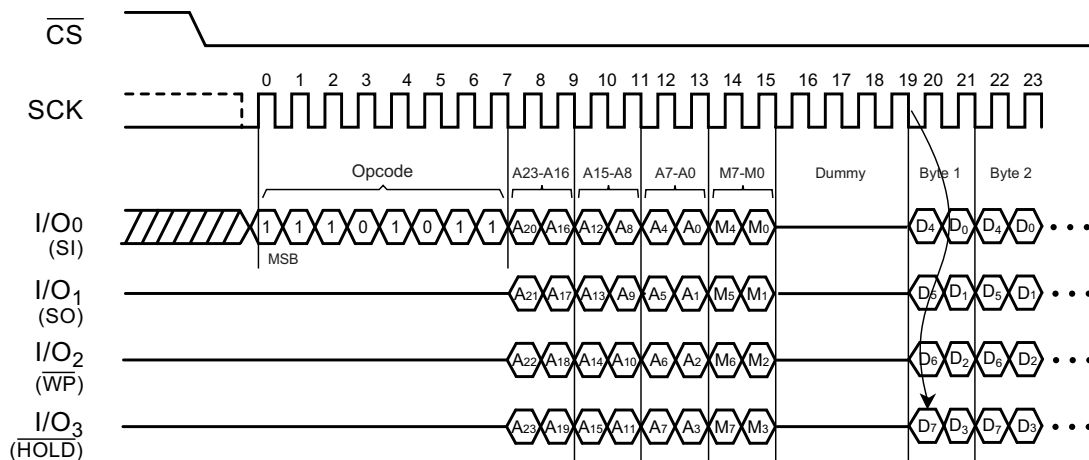 CS
0 1 2 3 4 5 6 7 8 9 10 11 12 13 14 15 16 17 18 19 20 21 22 23
SCK
Opcode A23-A16 A15-A8 A7-A0 M7-M0 Dummy Byte 1 Byte 2
I/O0 1 1 1 0 1 0 1 1 A20 A16 A12 A8 A4 A0 M4 M0 D4 D0 D4 D0
(SI)
MSB
I/O1 A21 A17 A13 A9 A5 A1 M5 M1 D5 D1 D5 D1
(SO)
I/O2 A22 A18 A14 A10 A6 A2 M6 M2 D6 D2 D6 D2
(WP)
I/O3 A23 A19 A15 A11 A7 A3 M7 M3 D7 D3 D7 D3
(HOLD)